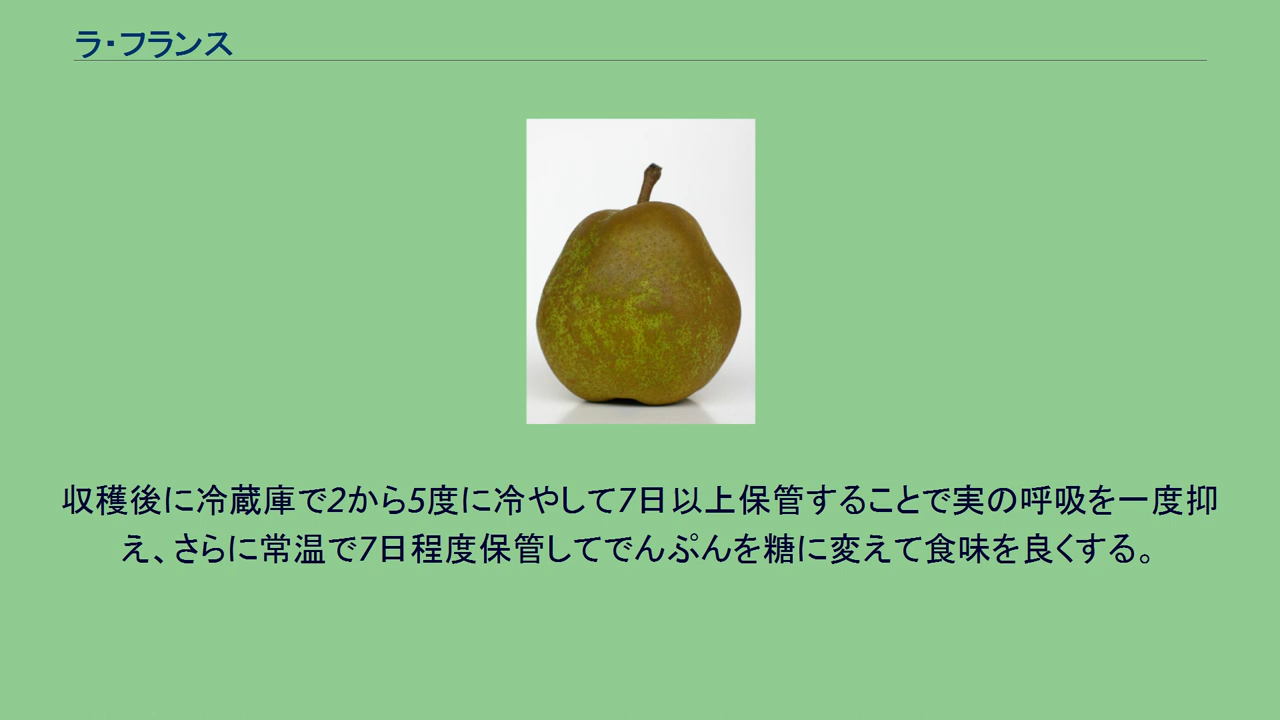 ラ・フランス
収穫後に冷蔵庫で2から5度に冷やして7日以上保管することで実の呼吸を一度抑
え、さらに常温で7日程度保管してでんぷんを糖に変えて食味を良くする。